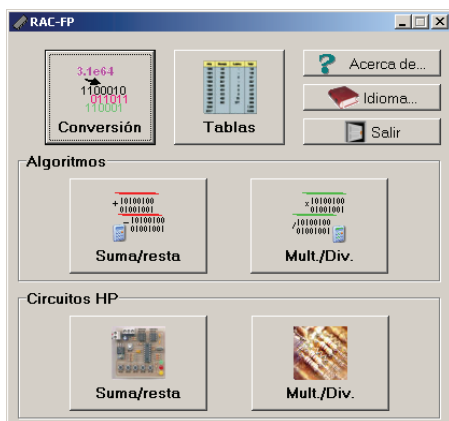 RAC-FP
3.1e64
1100010
011011
110001
Conversión
Tablas
Acerca de...
Idioma...
Salir
Algoritmos
+ 10100100
01001001
- 10100100
01001001
Suma/resta
x 10100100
01001001
/ 10100100
01001001
Mult./Div.
Circuitos HP
Suma/resta
Mult./Div.